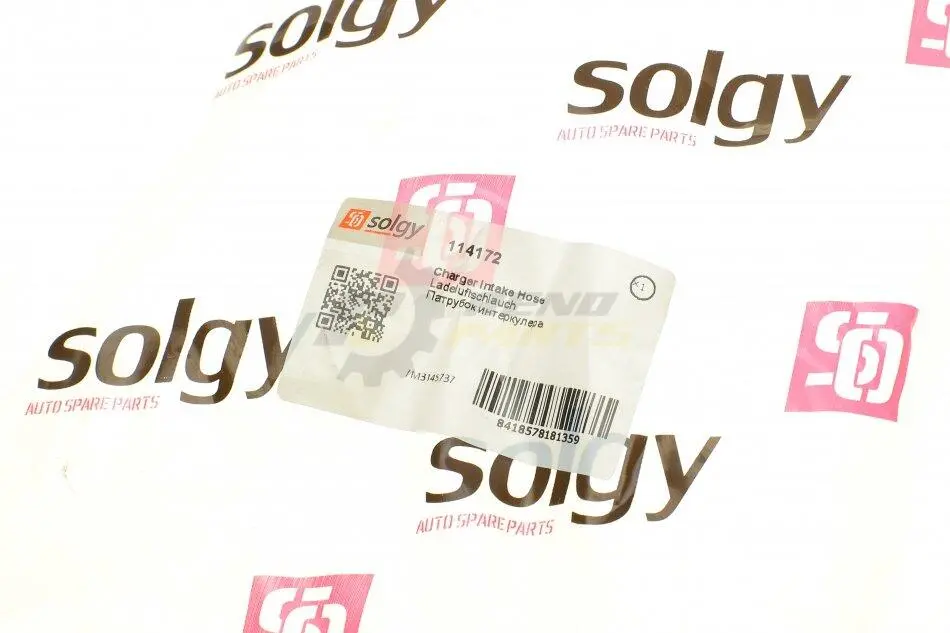 solgy
AUTO SPARE PARTS
solgy
AUTO SPARE PARTS
solgy
114172
Charger Intake Hose
Ladeluftschlauch
Патрубок интеркулера
x1
PARTS
solgy
AUTO SPARE PARTS
8418578181359
solgy
AUTO SPARE PARTS